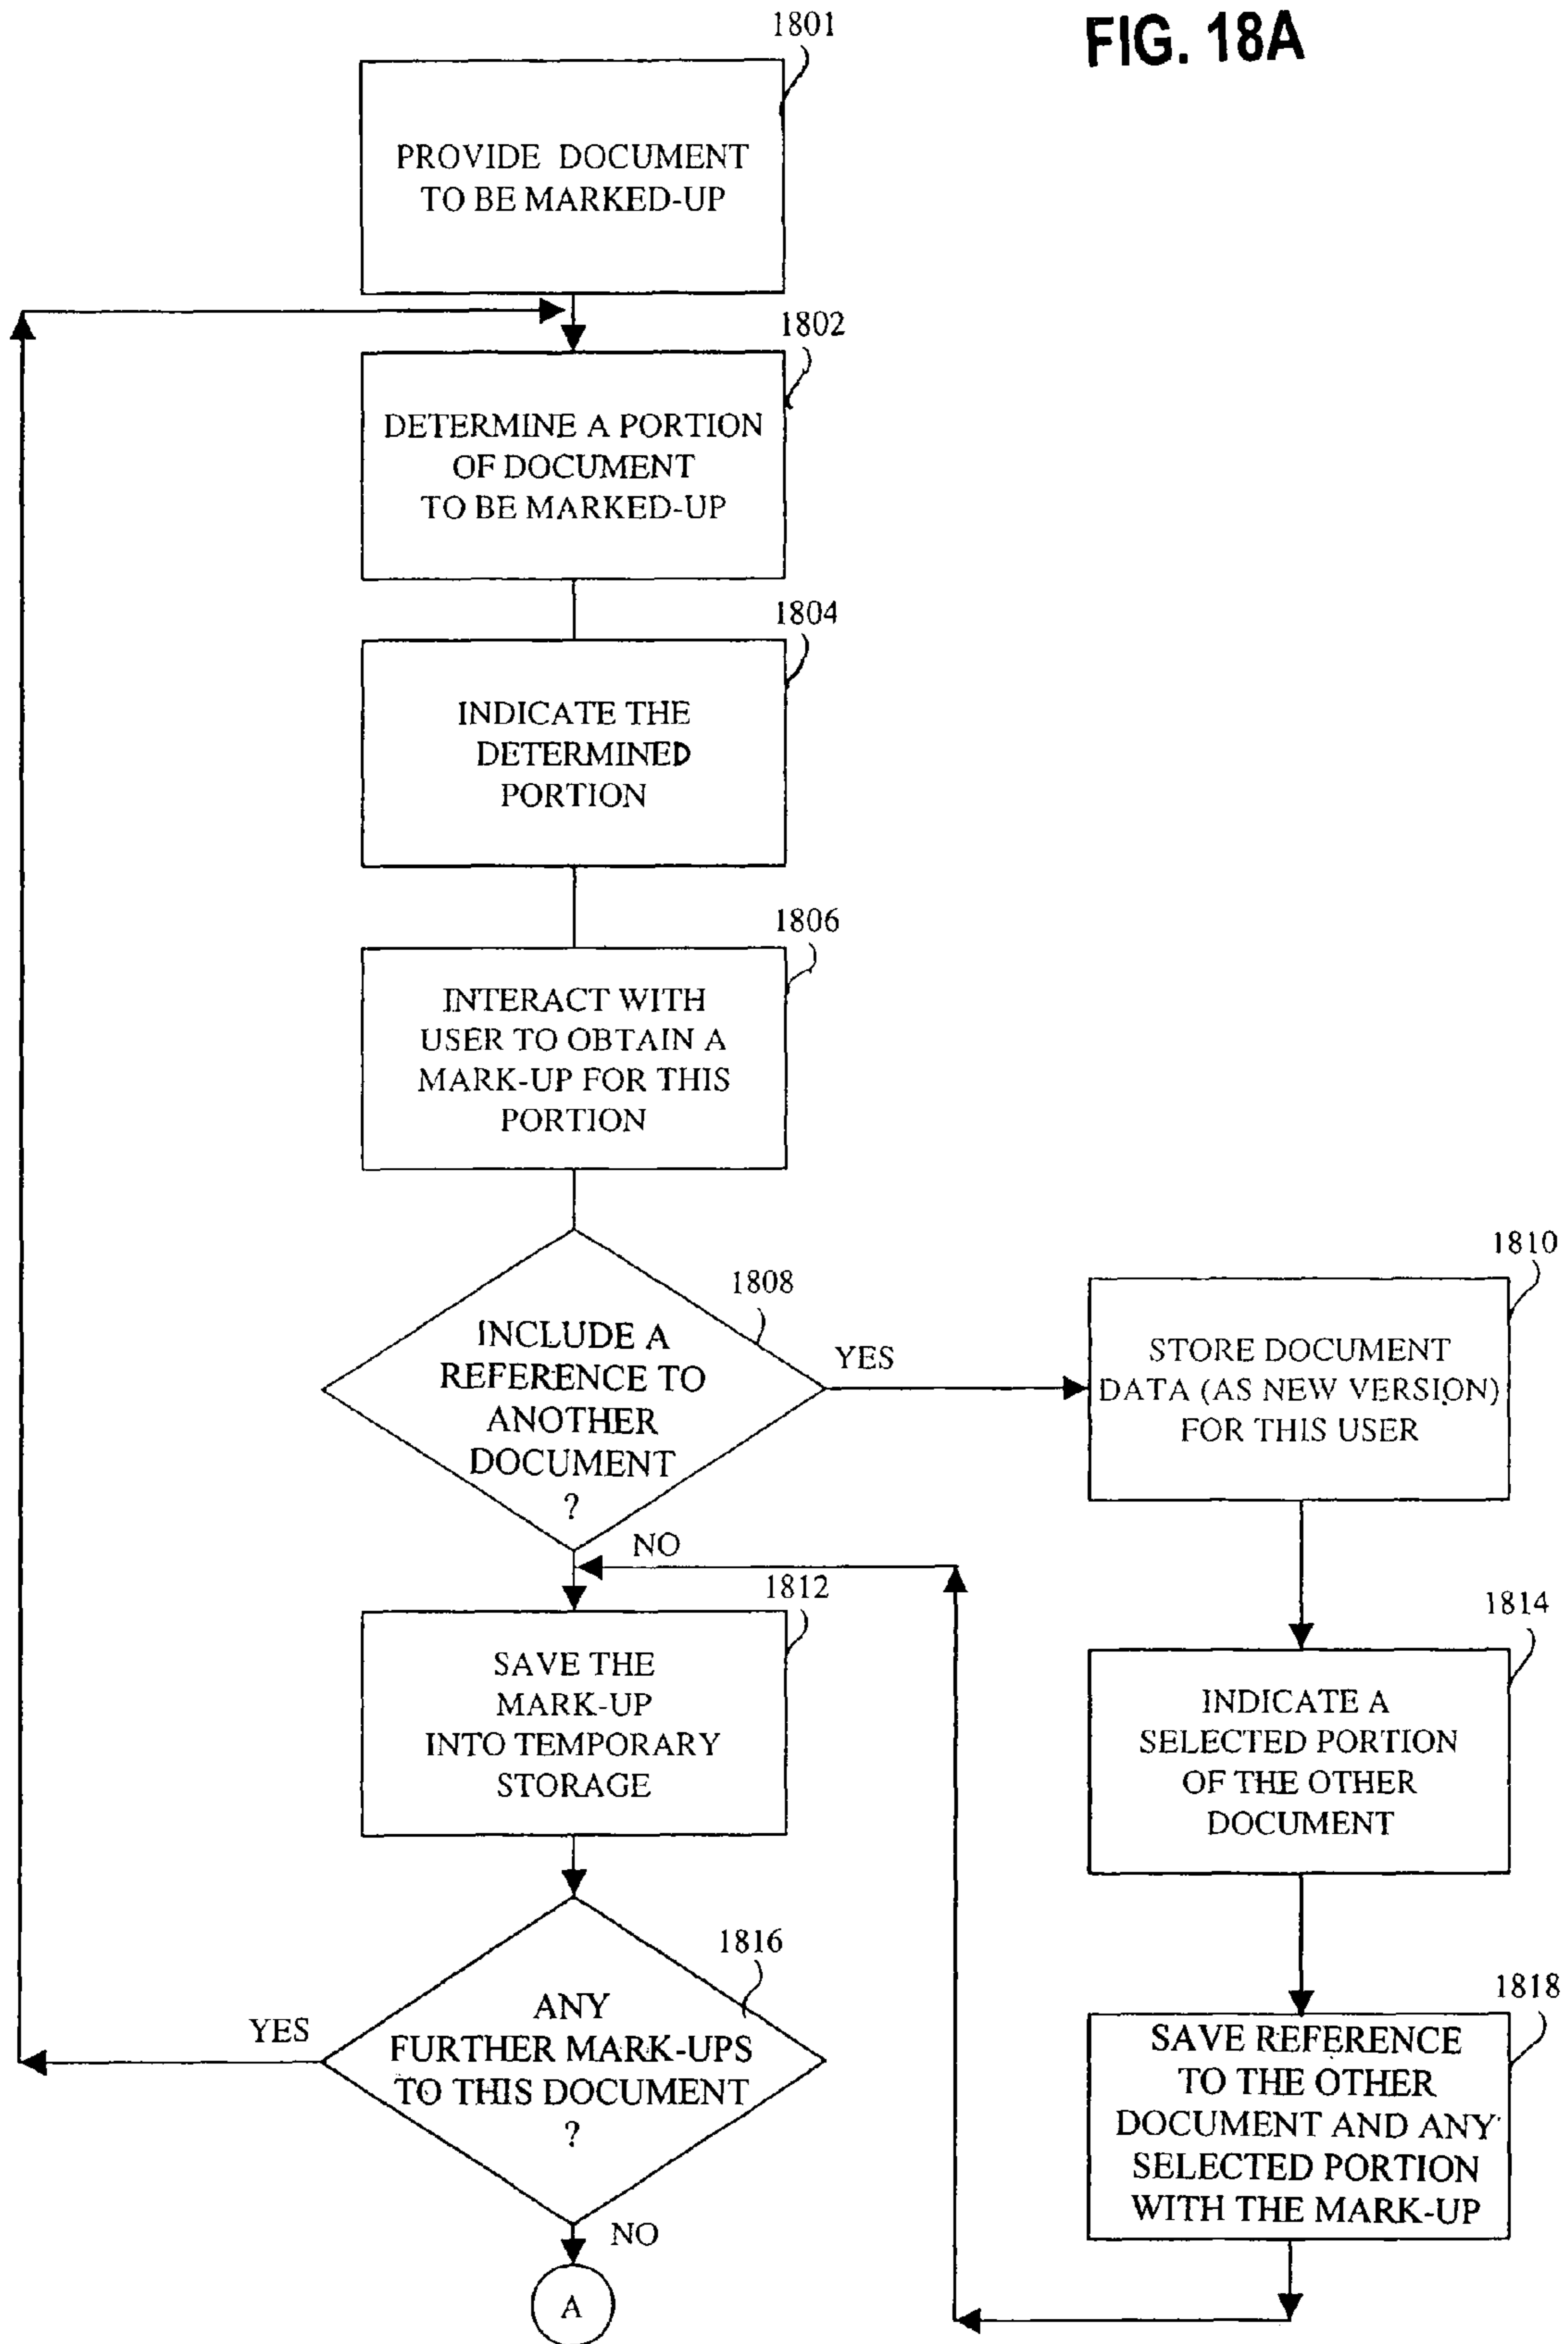 FIG. 18A
1801
PROVIDE DOCUMENT
TO BE MARKED-UP
1802
DETERMINE A PORTION
OF DOCUMENT
TO BE MARKED-UP
1804
INDICATE THE
DETERMINED
PORTION
1806
INTERACT WITH
USER TO OBTAIN A
MARK-UP FOR THIS
PORTION
1808
INCLUDE A
REFERENCE TO
ANOTHER
DOCUMENT
?
YES
NO
1810
STORE DOCUMENT
DATA (AS NEW VERSION)
FOR THIS USER
1812
SAVE THE
MARK-UP
INTO TEMPORARY
STORAGE
1814
INDICATE A
SELECTED PORTION
OF THE OTHER
DOCUMENT
1816
ANY
FURTHER MARK-UPS
TO THIS DOCUMENT
?
YES
NO
A
1818
SAVE REFERENCE
TO THE OTHER
DOCUMENT AND ANY
SELECTED PORTION
WITH THE MARK-UP